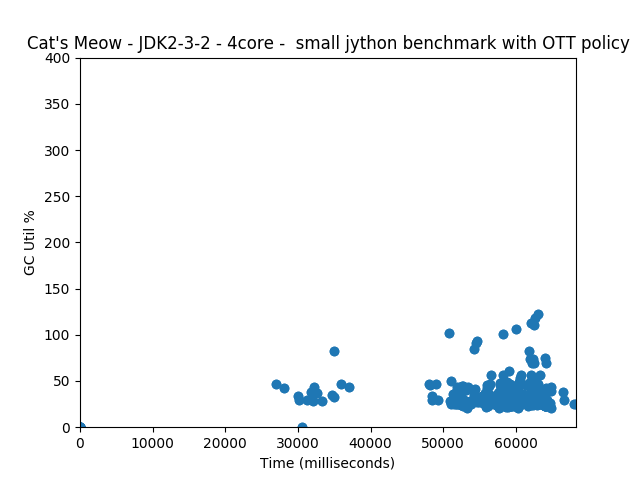 Cat's Meow - JDK2-3-2 - 4core -  small jython benchmark with OTT policy
400
350
300
250
200
150
100
50
0
GC Util %
0 10000 20000 30000 40000 50000 60000
Time (milliseconds)